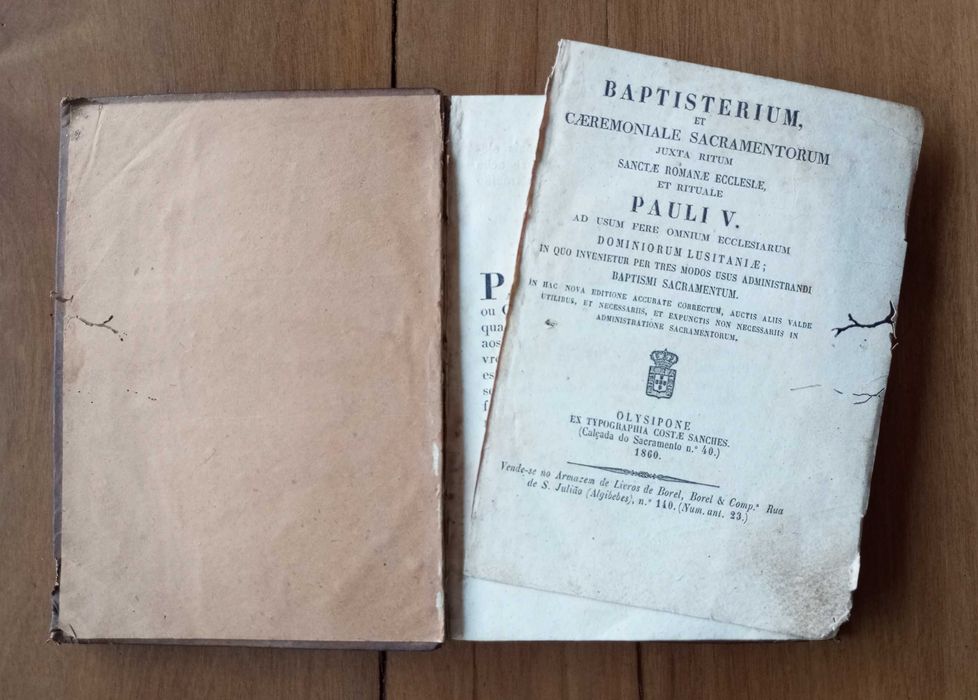 BAPTISTERIUM,
ET
CÆREMONIALE SACRAMENTORUM
JUXTA RITUM
SANCTÆ ROMANÆ ECCLESIÆ,
ET RITUALE
PAULI V.
AD USUM FERE OMNIUM ECCLESIARUM
DOMINIORUM LUSITANIÆ;
IN QUO INVENIETUR PER TRES MODOS USUS ADMINISTRANDI
BAPTISMI SACRAMENTUM.
IN HAC NOVA EDITIONE ACCURATE CORRECTUM, AUCTIS ALIIS VALDE
UTILIBUS, ET NECESSARIIS, ET EXPUNCTIS NON NECESSARIIS IN
ADMINISTRATIONE SACRAMENTORUM.
OLYSIPONE
EX TYPOGRAPHIA COSTÆ SANCHES.
(Calçada do Sacramento n.º 40.)
1860.
Vende-se no Armazem de Livros de Borel, Borel & Comp.ª Rua
de S. Julião (Algibebes), n.º 140. (Num. ant. 23.)
P
ou
qua
aos
vro
es
se
f